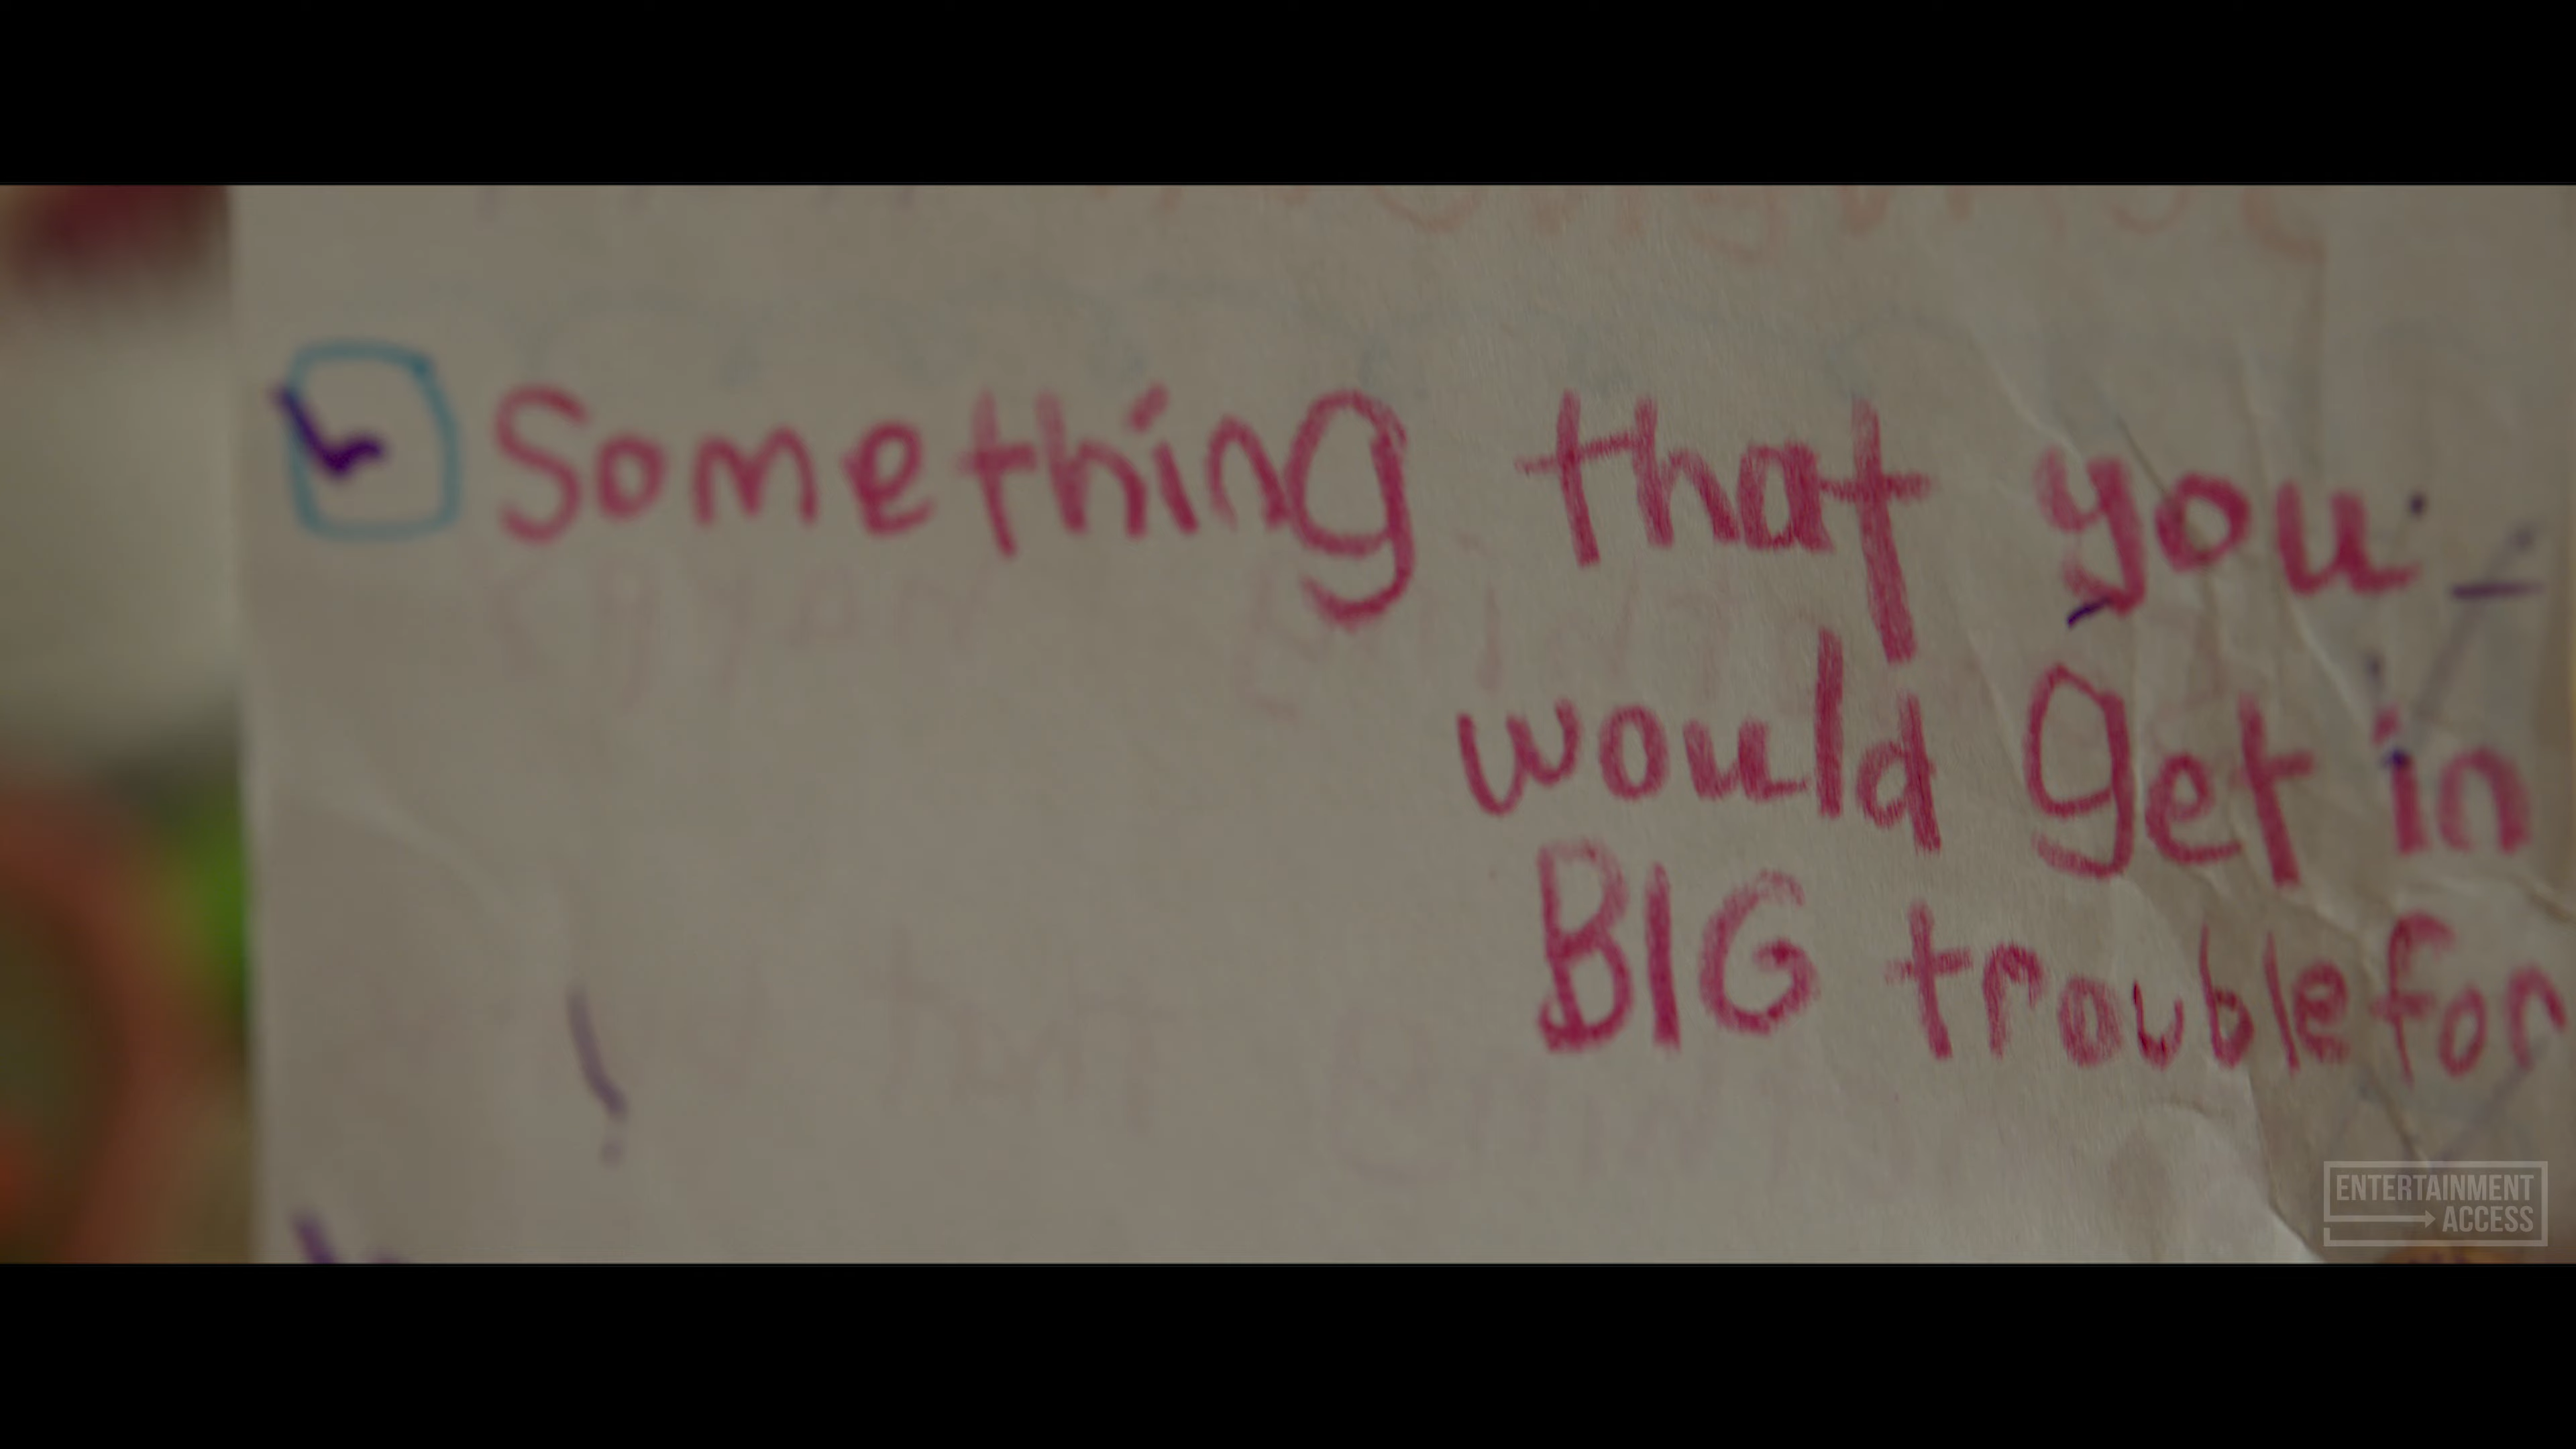 Something that you
would get in
BIG trouble for
ENTERTAINMENT
ACCESS